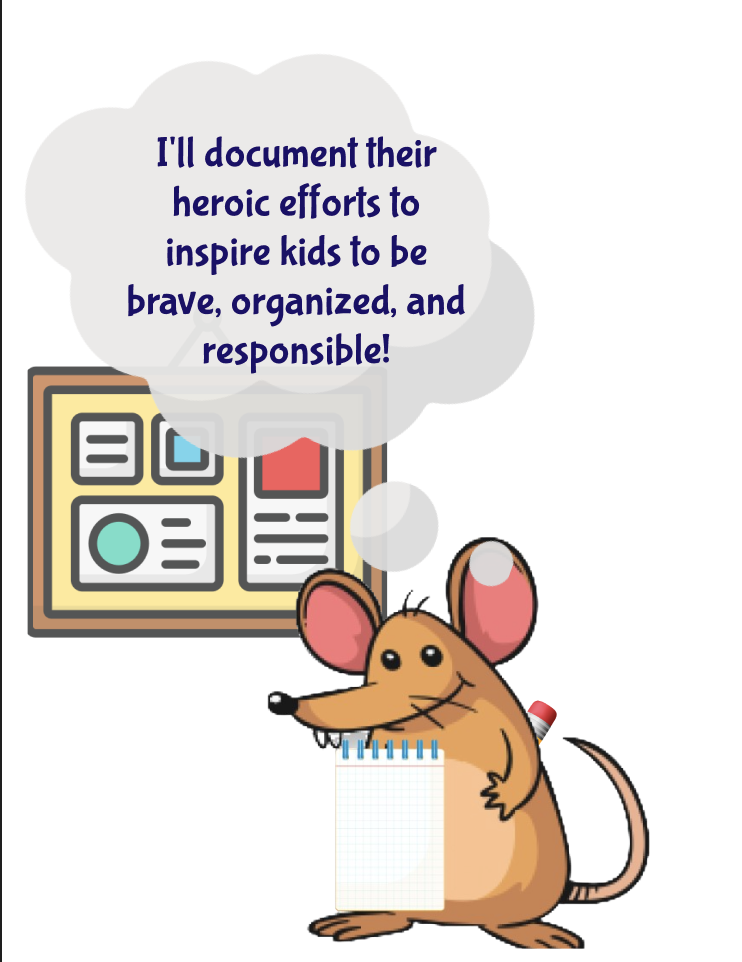 I'll document their
heroic efforts to
inspire kids to be
brave, organized, and
responsible!